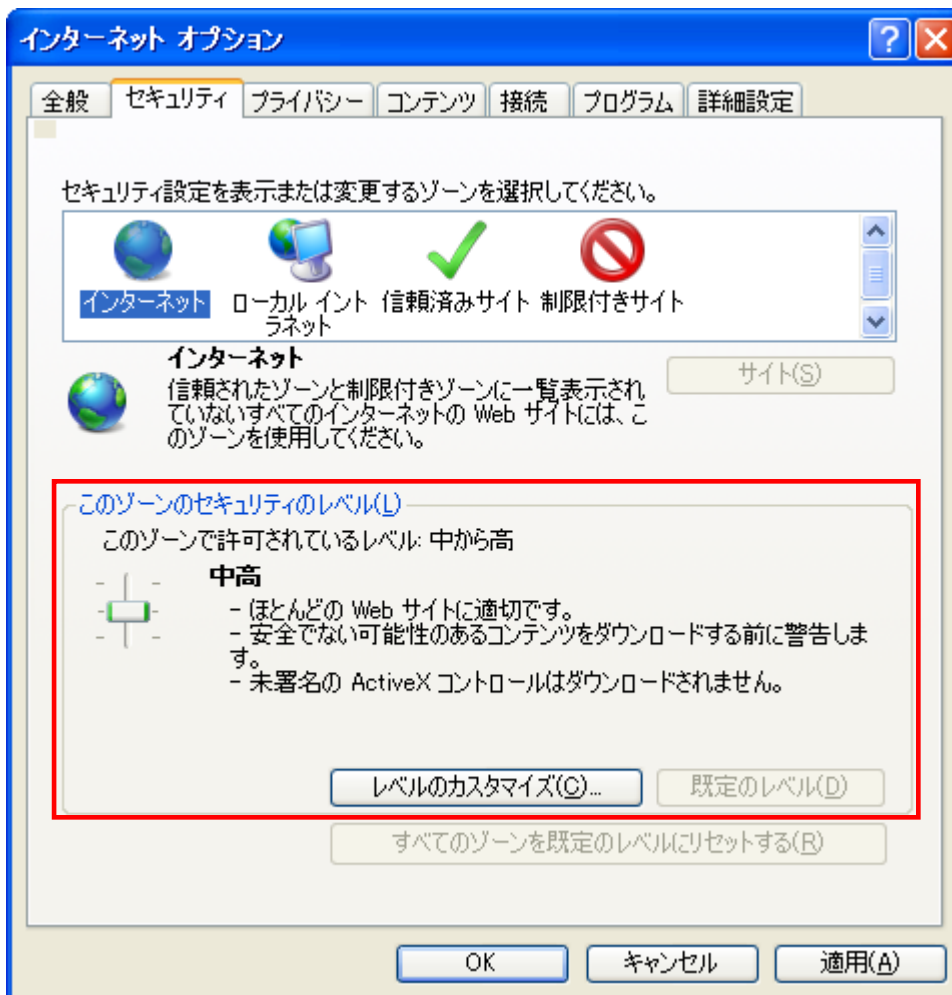 インターネット オプション
全般 セキュリティ プライバシー コンテンツ 接続 プログラム 詳細設定
セキュリティ設定を表示または変更するゾーンを選択してください。
インターネット ローカル イント 信頼済みサイト 制限付きサイト
ラネット
インターネット
サイト(S)
信頼されたゾーンと制限付きゾーンに一覧表示され
ていないすべてのインターネットの Web サイトには、こ
のゾーンを使用してください。
このゾーンのセキュリティのレベル(L)
このゾーンで許可されているレベル: 中から高
中高
- ほとんどの Web サイトに適切です。
- 安全でない可能性のあるコンテンツをダウンロードする前に警告しま
す。
- 未署名の ActiveX コントロールはダウンロードされません。
レベルのカスタマイズ(C)... 既定のレベル(D)
すべてのゾーンを既定のレベルにリセットする(R)
OK キャンセル 適用(A)